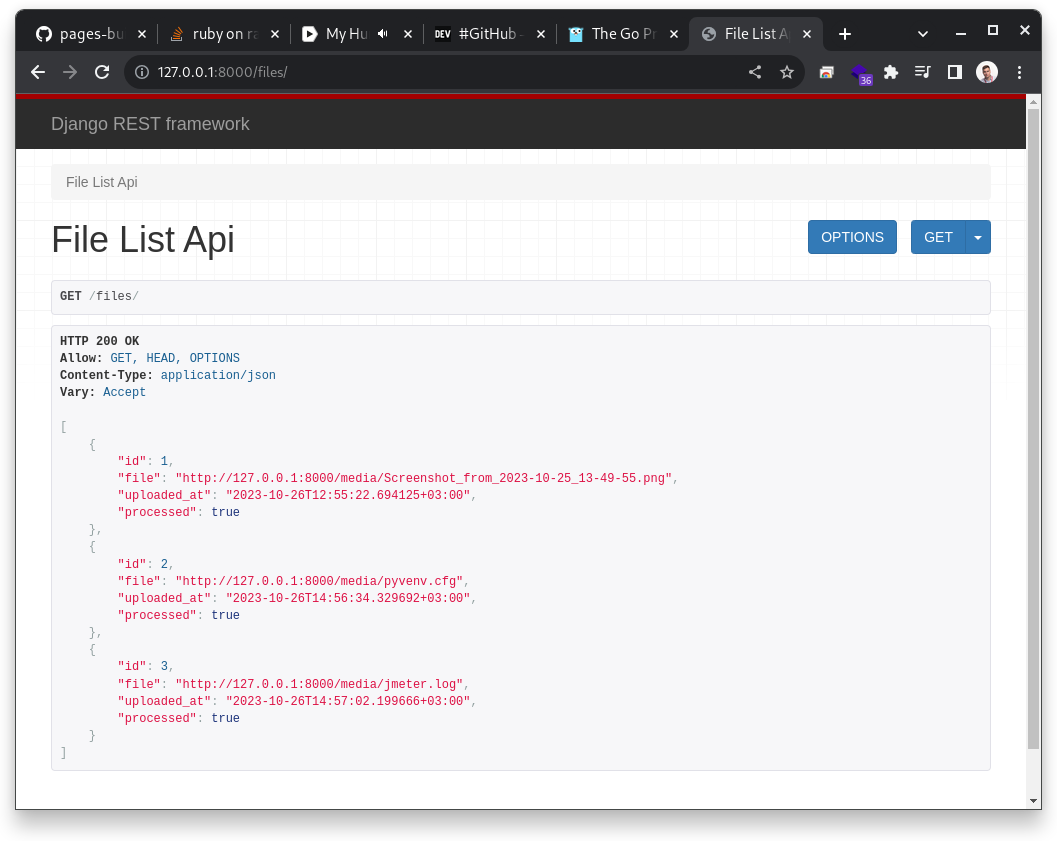 pages-bu
ruby on ra
My Hu
DEV
#GitHub -
The Go Pr
File List A
127.0.0.1:8000/files/
36
Django REST framework
File List Api
File List Api
OPTIONS
GET
GET /files/
HTTP 200 OK
Allow: GET, HEAD, OPTIONS
Content-Type: application/json
Vary: Accept
[
    {
        "id": 1,
        "file": "http://127.0.0.1:8000/media/Screenshot_from_2023-10-25_13-49-55.png",
        "uploaded_at": "2023-10-26T12:55:22.694125+03:00",
        "processed": true
    },
    {
        "id": 2,
        "file": "http://127.0.0.1:8000/media/pyvenv.cfg",
        "uploaded_at": "2023-10-26T14:56:34.329692+03:00",
        "processed": true
    },
    {
        "id": 3,
        "file": "http://127.0.0.1:8000/media/jmeter.log",
        "uploaded_at": "2023-10-26T14:57:02.199666+03:00",
        "processed": true
    }
]